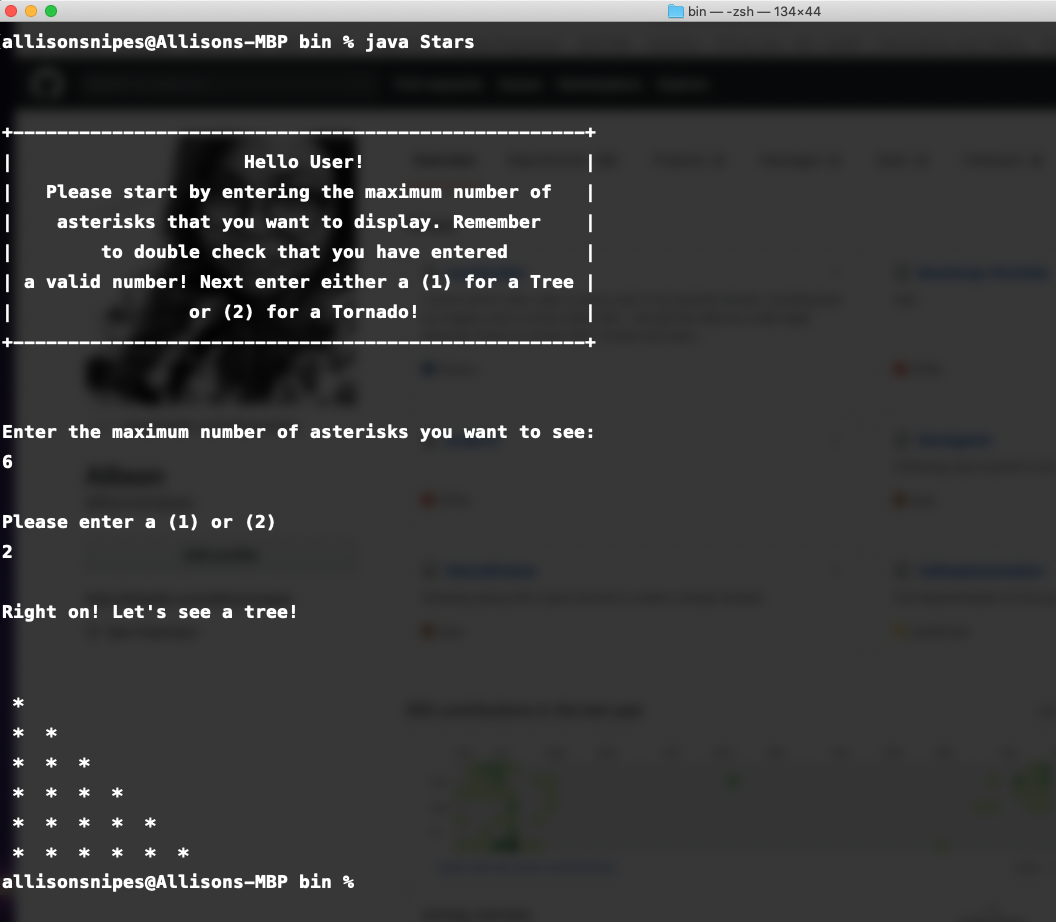 bin — -zsh — 134×44
allisonsnipes@Allisons-MBP bin % java Stars
+----------------------------------------------------+
|                     Hello User!                    |
|   Please start by entering the maximum number of   |
|    asterisks that you want to display. Remember    |
|        to double check that you have entered       |
| a valid number! Next enter either a (1) for a Tree |
|                or (2) for a Tornado!               |
+----------------------------------------------------+
Enter the maximum number of asterisks you want to see:
6
Please enter a (1) or (2)
2
Right on! Let's see a tree!
 *
 *  *
 *  *  *
 *  *  *  *
 *  *  *  *  *
 *  *  *  *  *  *
allisonsnipes@Allisons-MBP bin %